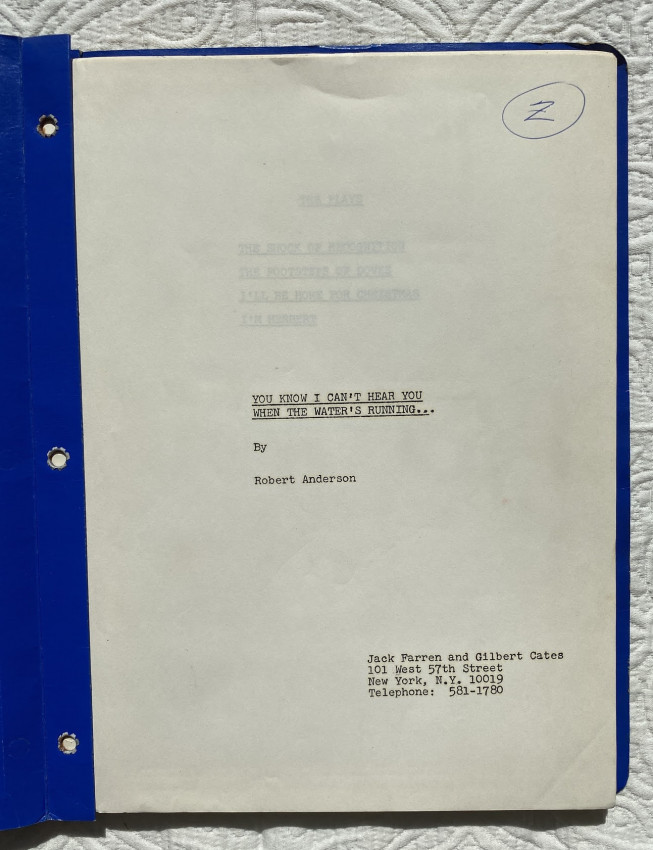 Z
THE PLAYS
THE SHOCK OF RECOGNITION
THE FOOTSTEPS OF DOVES
I'LL BE HOME FOR CHRISTMAS
I'M HERBERT
YOU KNOW I CAN'T HEAR YOU
WHEN THE WATER'S RUNNING...
By
Robert Anderson
Jack Farren and Gilbert Cates
101 West 57th Street
New York, N.Y. 10019
Telephone: 581-1780